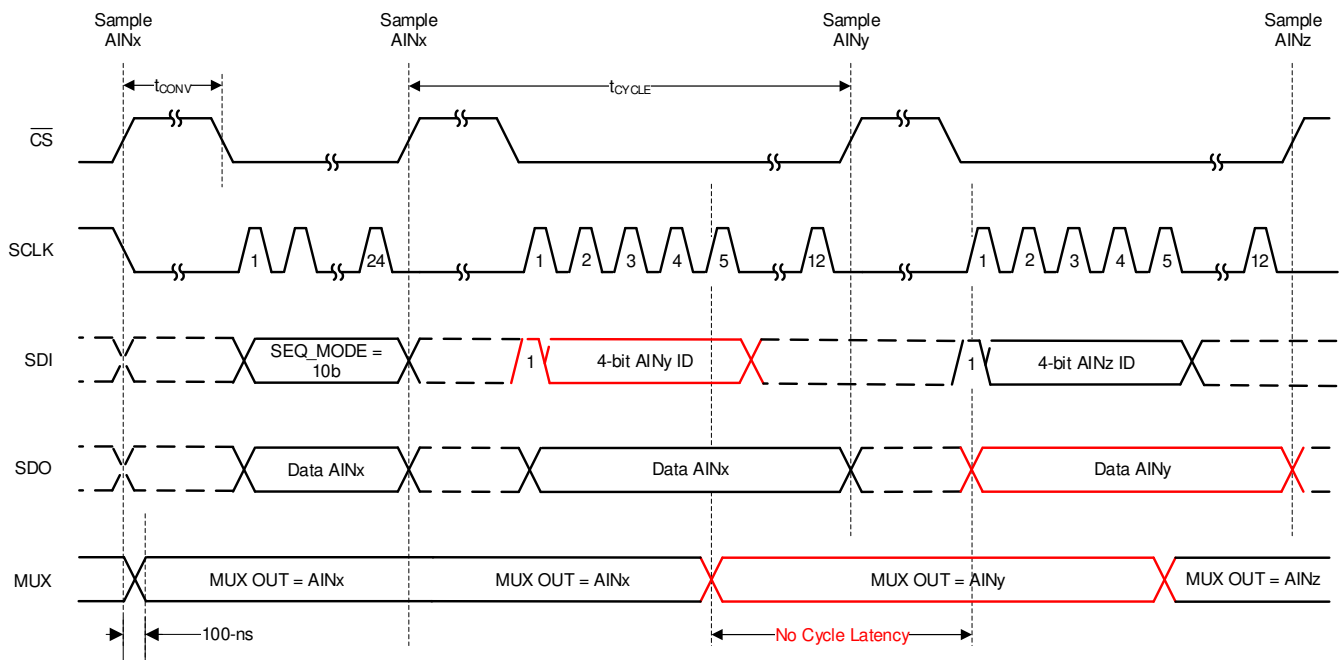 Sample
AINx
Sample
AINx
Sample
AINy
Sample
AINz
tCONV
tCYCLE
CS
SCLK
1
24
1
2
3
4
5
12
1
2
3
4
5
12
SDI
SEQ_MODE =
10b
1
4-bit AINy ID
1
4-bit AINz ID
SDO
Data AINx
Data AINx
Data AINy
MUX
MUX OUT = AINx
MUX OUT = AINx
MUX OUT = AINy
MUX OUT = AINz
100-ns
No Cycle Latency